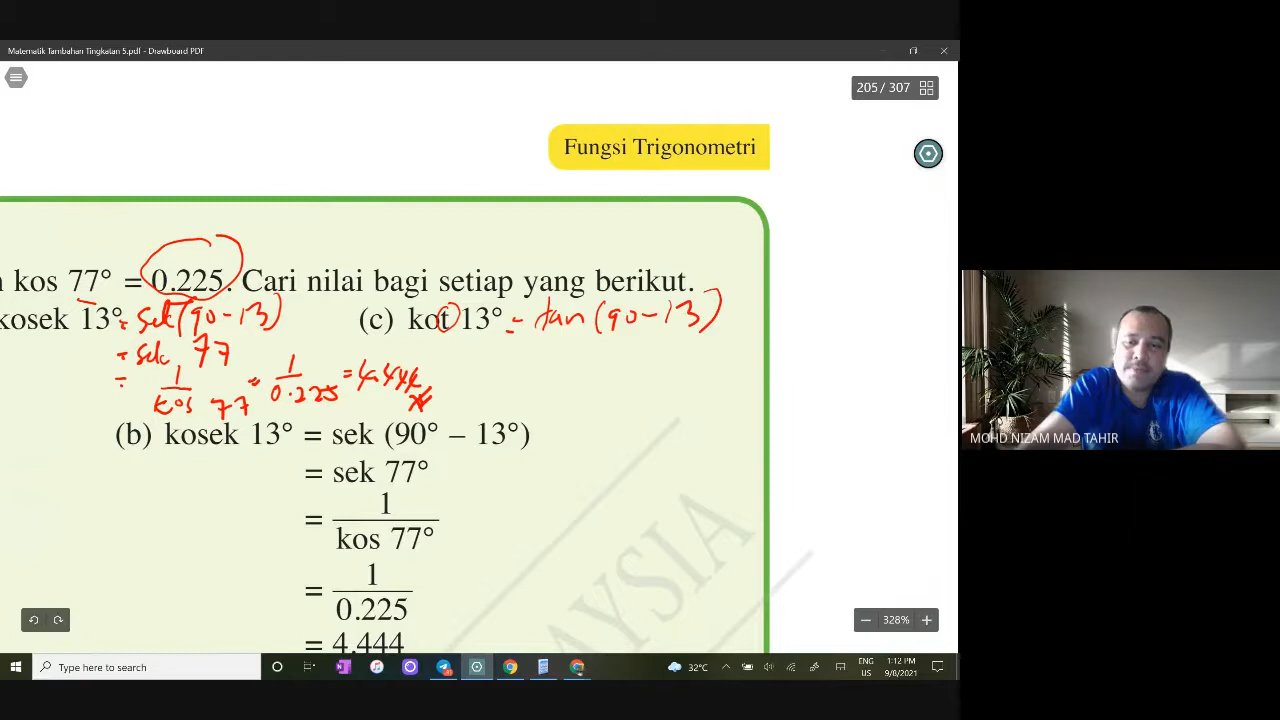 Matematik Tambahan Tingkatan 5.pdf - Drawboard PDF
205 / 307
Fungsi Trigonometri
kos 77° = 0.225. Cari nilai bagi setiap yang berikut.
kosek 13° = sek (90-13)
(c) kot 13° = tan (90-13)
= sek 77
= 1
kos 77
= 1
0.225
= 4.444
(b) kosek 13° = sek (90° – 13°)
= sek 77°
= 1
kos 77°
= 1
0.225
= 4.444
AYSIA
MOHD NIZAM MAD TAHIR
328%
Type here to search
32°C
ENG
US
1:12 PM
9/8/2021